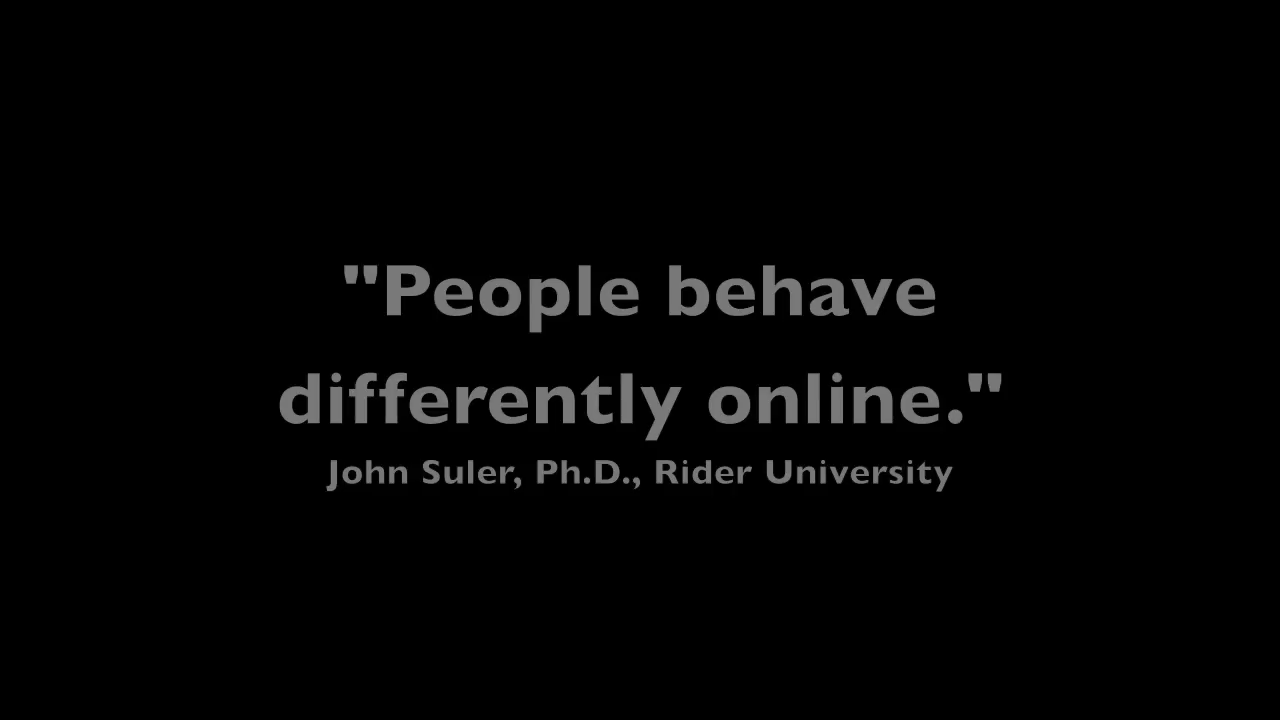 "People behave
differently online."
John Suler, Ph.D., Rider University